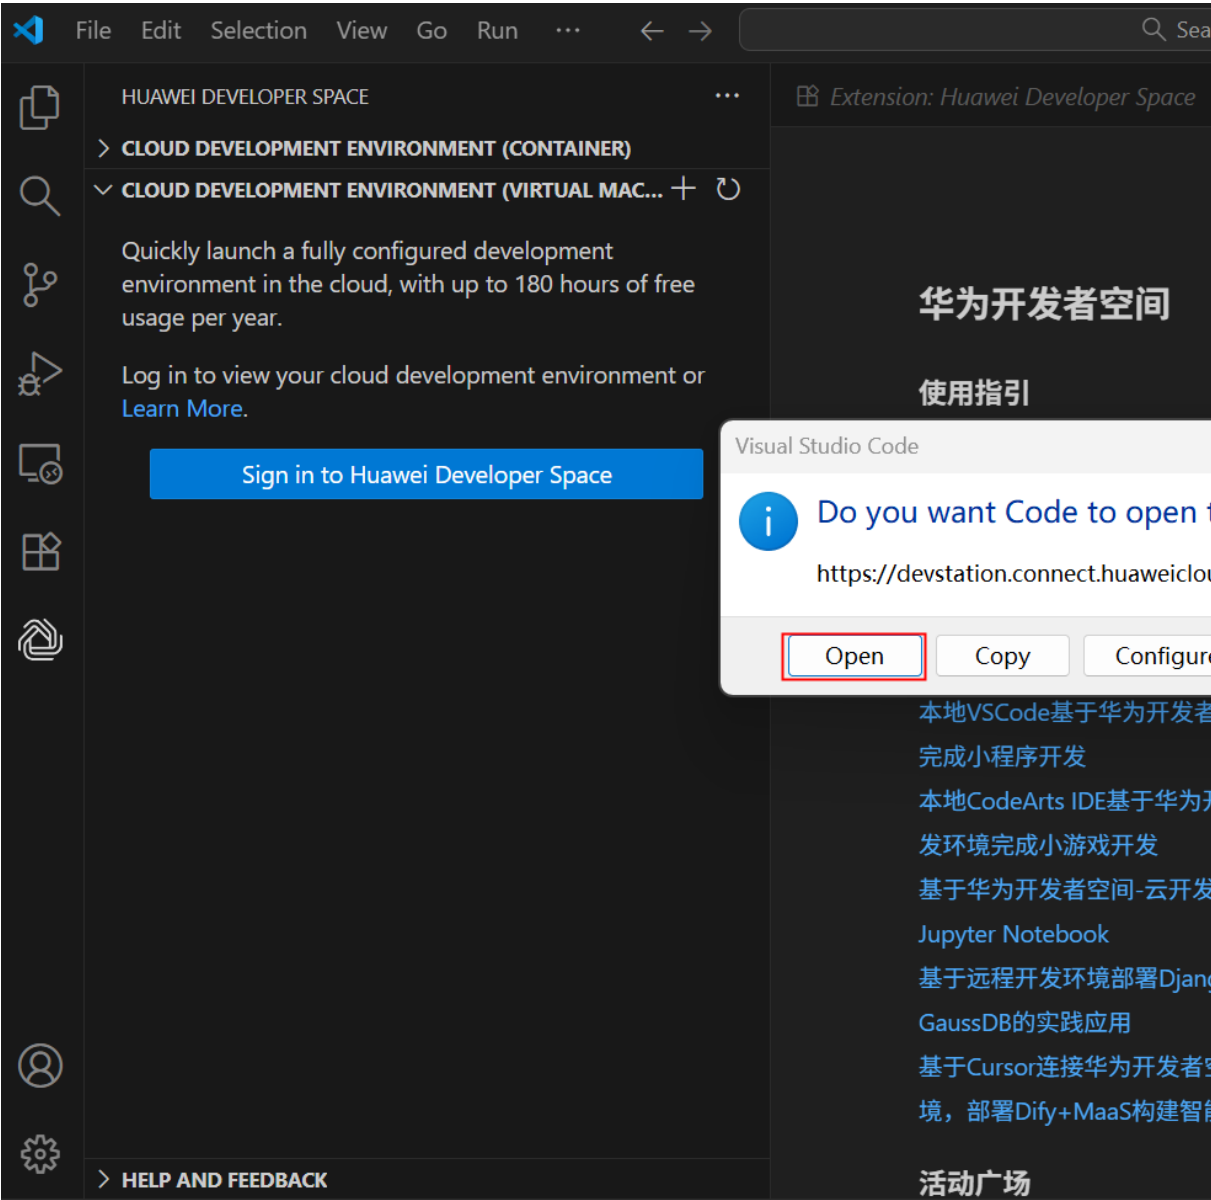 File Edit Selection View Go Run ··· Sea
HUAWEI DEVELOPER SPACE
CLOUD DEVELOPMENT ENVIRONMENT (CONTAINER)
CLOUD DEVELOPMENT ENVIRONMENT (VIRTUAL MAC...
Quickly launch a fully configured development
environment in the cloud, with up to 180 hours of free
usage per year.
Log in to view your cloud development environment or
Learn More.
Sign in to Huawei Developer Space
HELP AND FEEDBACK
Extension: Huawei Developer Space
华为开发者空间
使用指引
Visual Studio Code
Do you want Code to open
https://devstation.connect.huaweiclou
Open Copy Configure
本地VSCode基于华为开发者
完成小程序开发
本地CodeArts IDE基于华为开
发环境完成小游戏开发
基于华为开发者空间-云开发
Jupyter Notebook
基于远程开发环境部署Djang
GaussDB的实践应用
基于Cursor连接华为开发者空
境，部署Dify+MaaS构建智能
活动广场